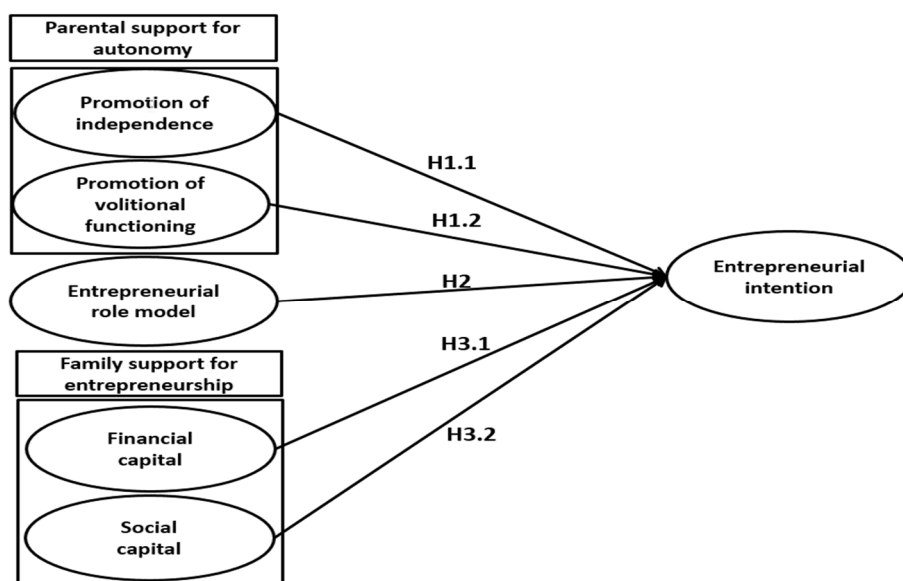 Parental support for
autonomy
Promotion of
independence
Promotion of
volitional
functioning
Entrepreneurial
role model
Family support for
entrepreneurship
Financial
capital
Social
capital
H1.1
H1.2
H2
H3.1
H3.2
Entrepreneurial
intention